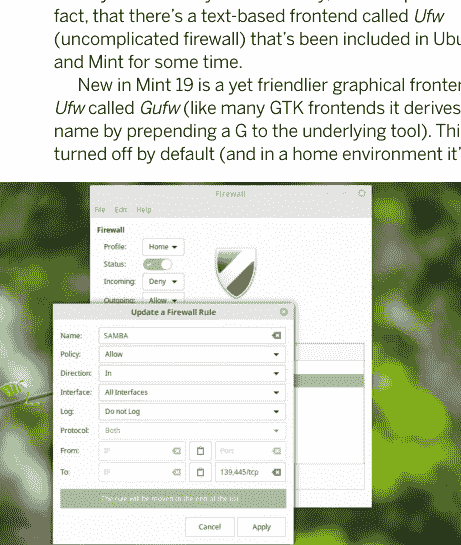 fact, that there's a text-based frontend called Ufw
(uncomplicated firewall) that's been included in Ubu
and Mint for some time.
New in Mint 19 is a yet friendlier graphical fronten
Ufw called Gufw (like many GTK frontends it derives
name by prepending a G to the underlying tool). Thi
turned off by default (and in a home environment it'
Firewall
File Edit Help
Firewall
Profile: Home
Status:
Incoming: Deny
Outgoing: Allow
Update a Firewall Rule
Name: SAMBA
Policy: Allow
Direction: In
Interface: All Interfaces
Log: Do not Log
Protocol: Both
From: IP Port
To: IP 139,445/tcp
The rule will be moved to the end of the list
Cancel Apply